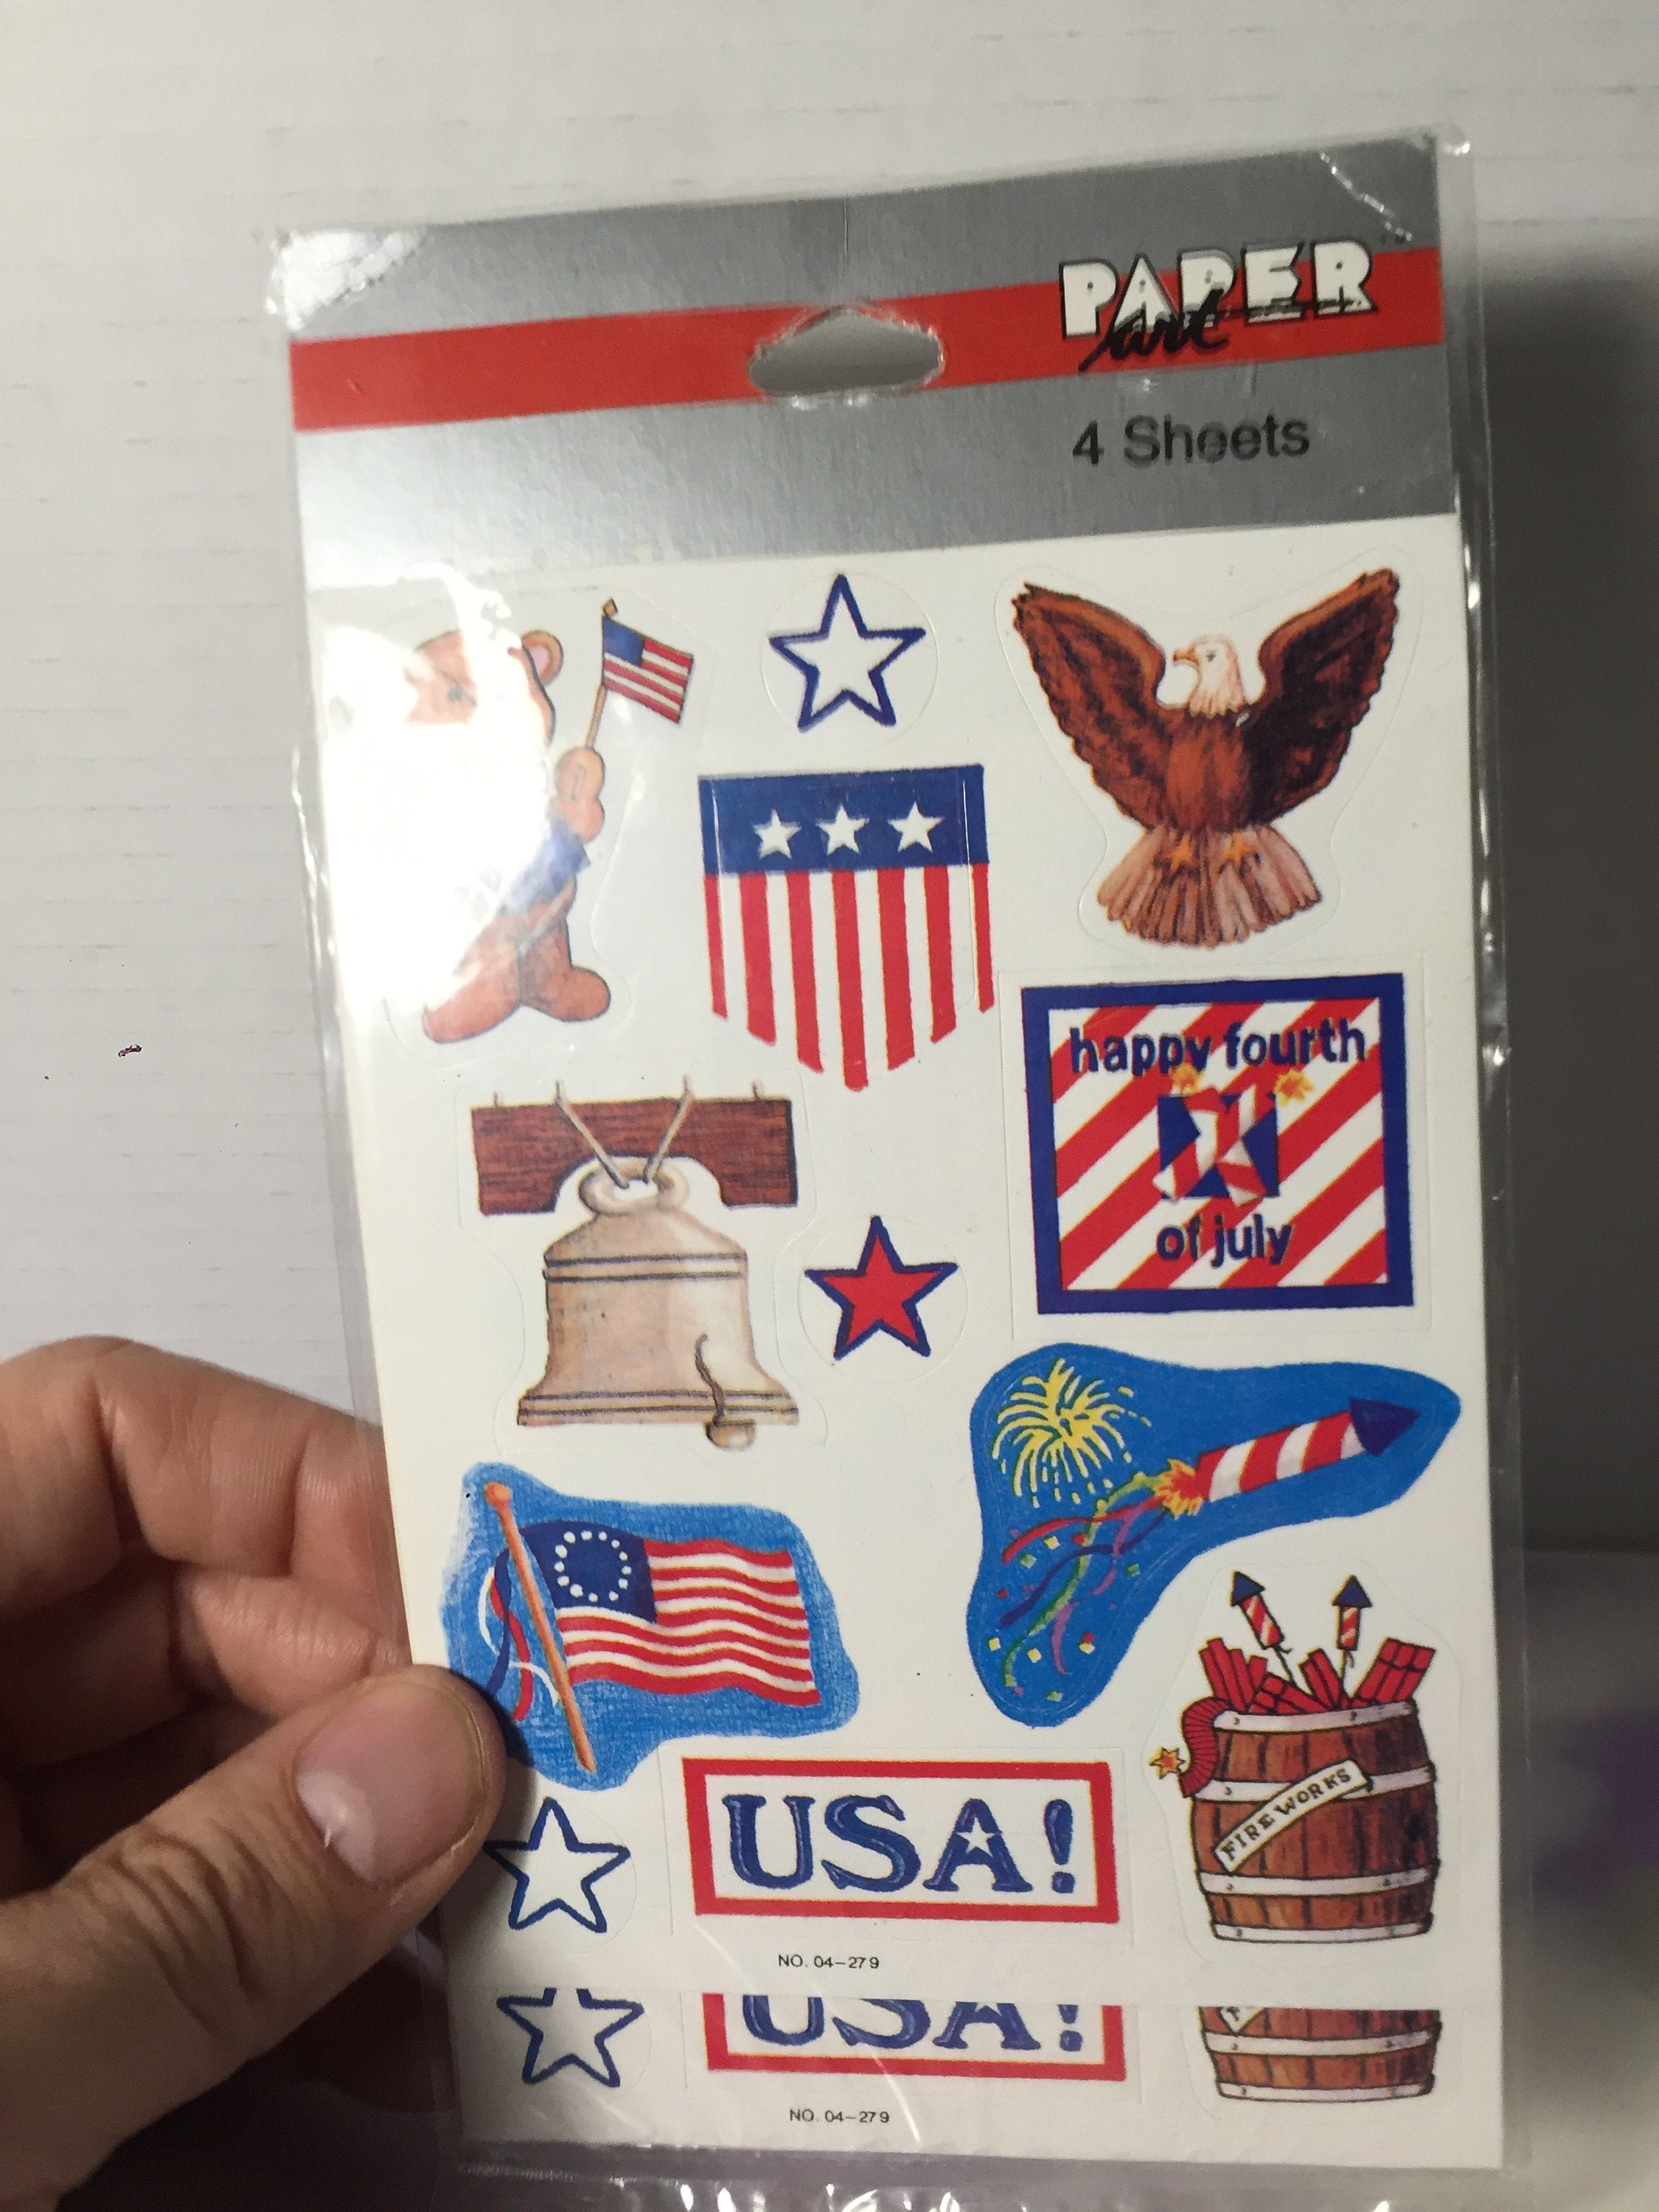 PAPER
art
4 Sheets
happy fourth
of july
FIREWORKS
USA!
NO. 04-279
USA!
NO. 04-279